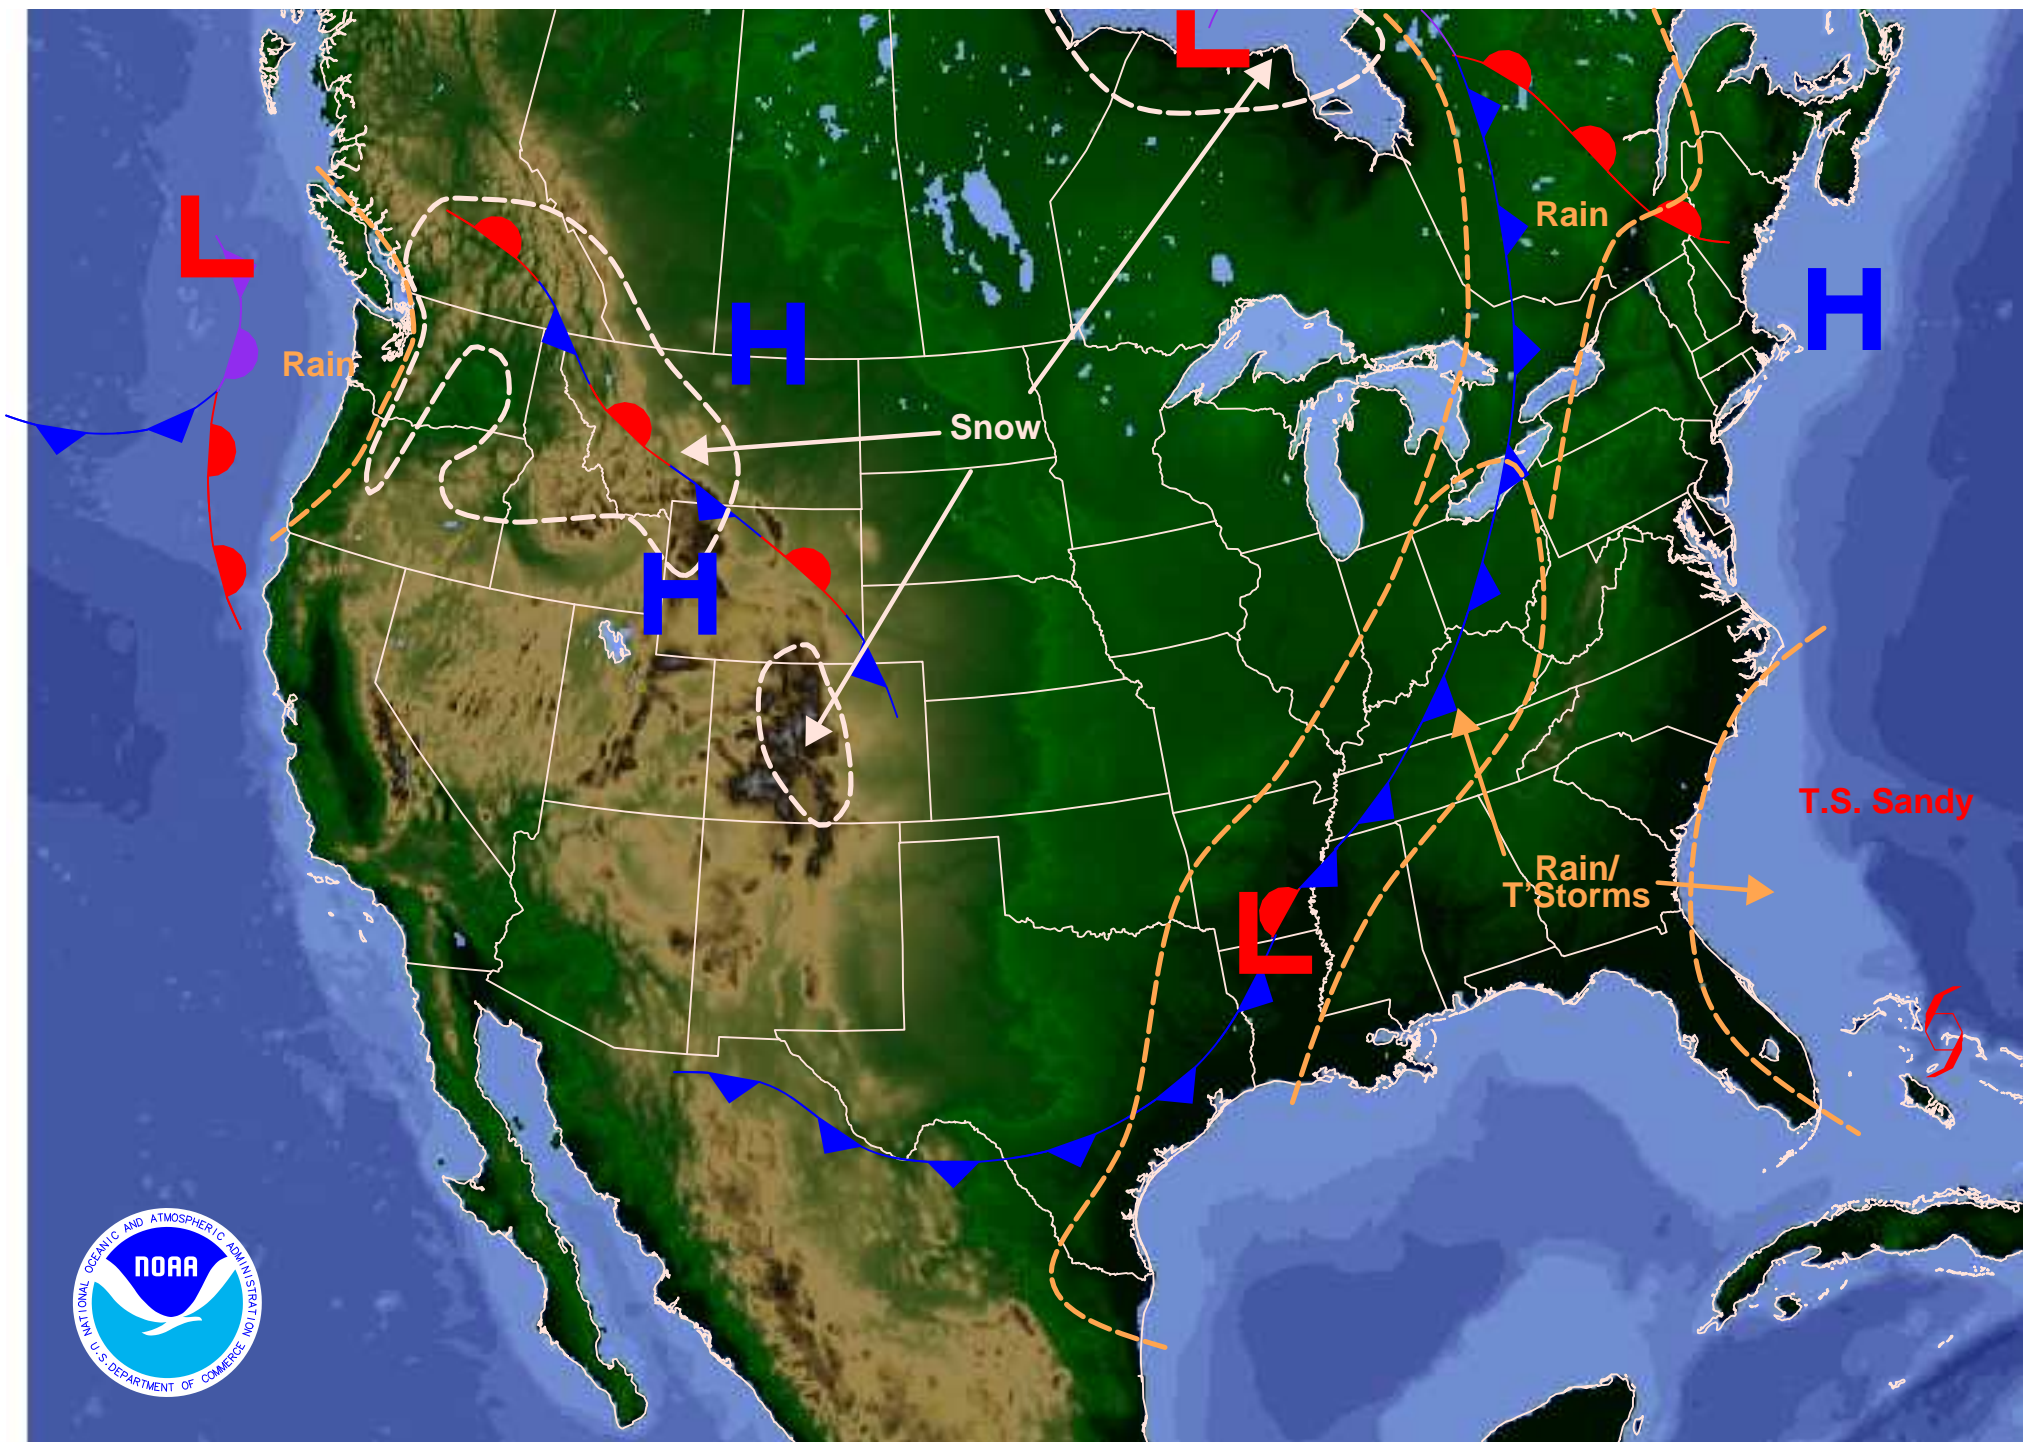 L
L
Rain
Rain
H
H
Snow
H
T.S. Sandy
Rain/
T'Storms
L
NATIONAL OCEANIC AND ATMOSPHERIC ADMINISTRATION
NOAA
U.S. DEPARTMENT OF COMMERCE